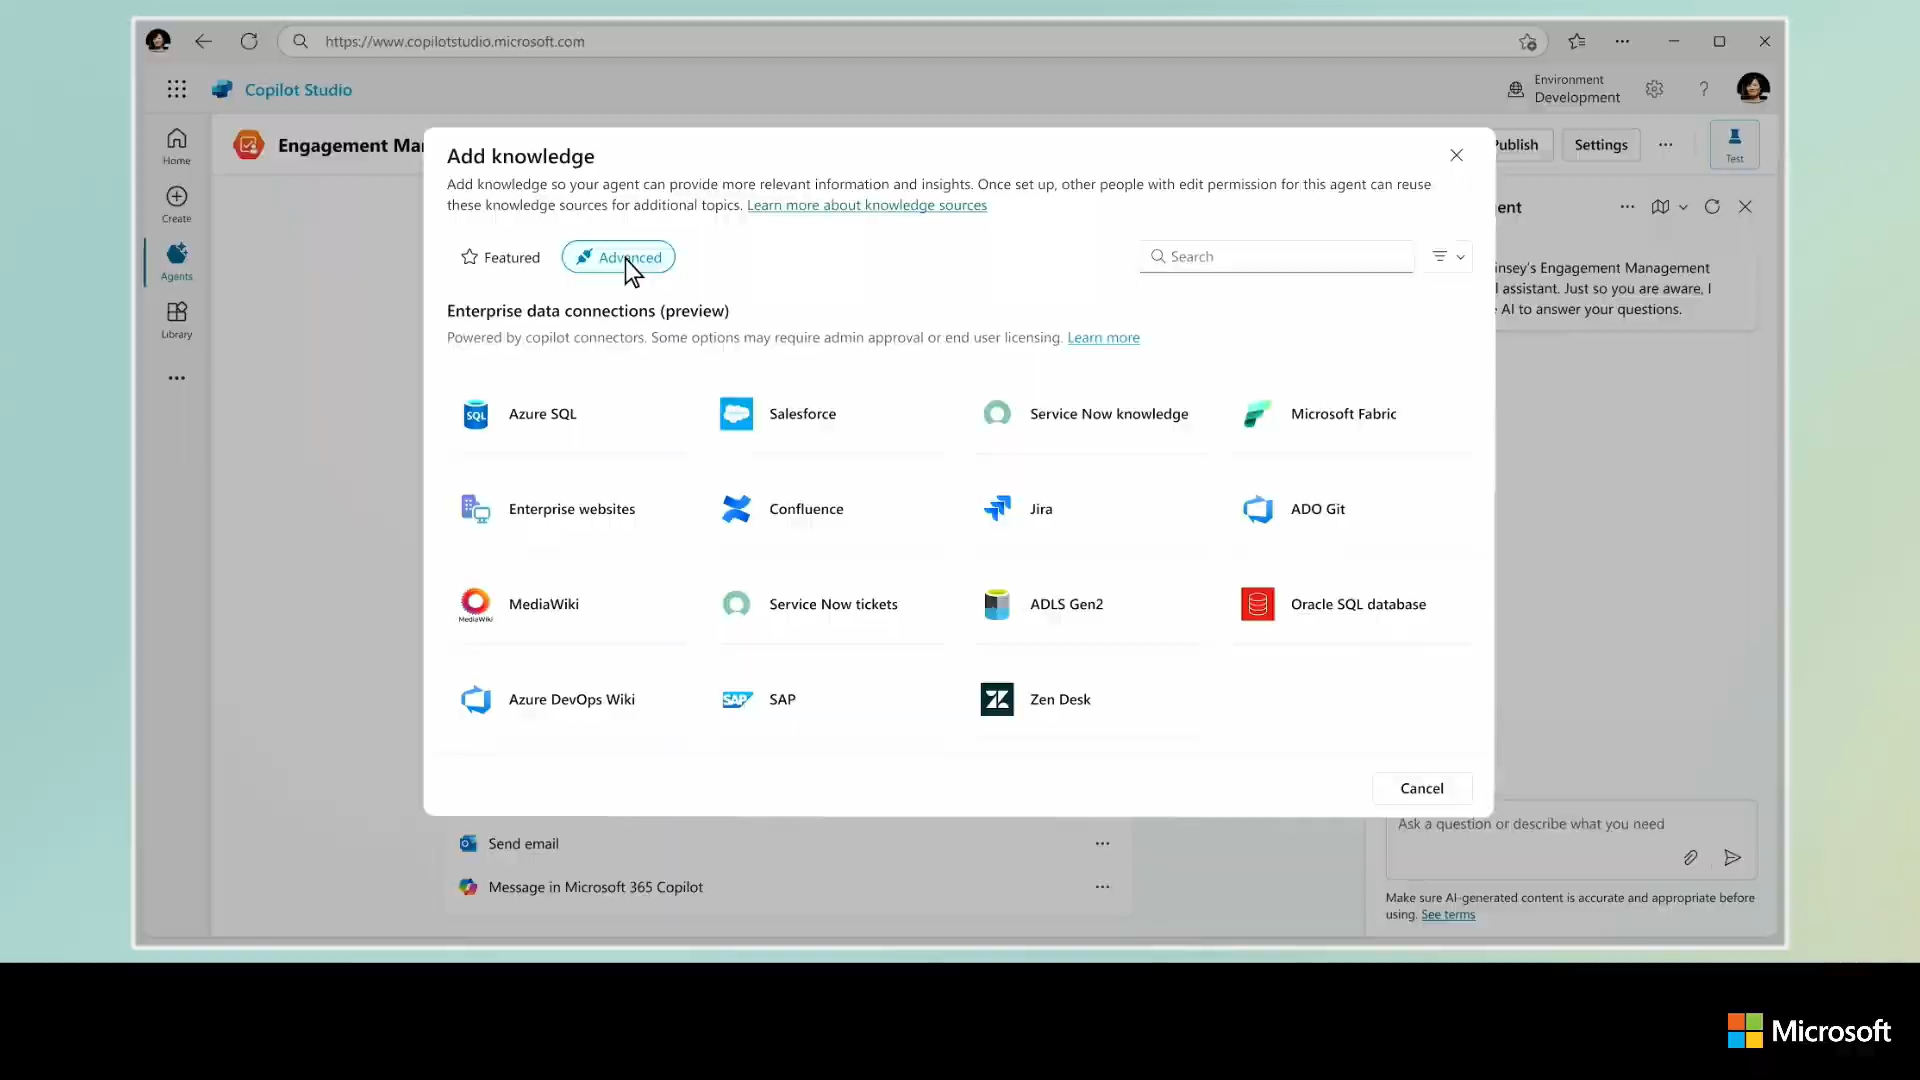 https://www.copilotstudio.microsoft.com
Copilot Studio
Environment
Development
Home
Create
Agents
Library
Engagement Ma
Publish
Settings
Test
Add knowledge
Add knowledge so your agent can provide more relevant information and insights. Once set up, other people with edit permission for this agent can reuse
these knowledge sources for additional topics. Learn more about knowledge sources
Featured
Advanced
Search
Enterprise data connections (preview)
Powered by copilot connectors. Some options may require admin approval or end user licensing. Learn more
Azure SQL
Salesforce
Service Now knowledge
Microsoft Fabric
Enterprise websites
Confluence
Jira
ADO Git
MediaWiki
MediaWiki
Service Now tickets
ADLS Gen2
Oracle SQL database
Azure DevOps Wiki
SAP
Zen Desk
Cancel
SQL
SAP
ent
insey's Engagement Management
l assistant. Just so you are aware, I
AI to answer your questions.
Send email
Message in Microsoft 365 Copilot
Ask a question or describe what you need
Make sure AI-generated content is accurate and appropriate before
using. See terms
Microsoft